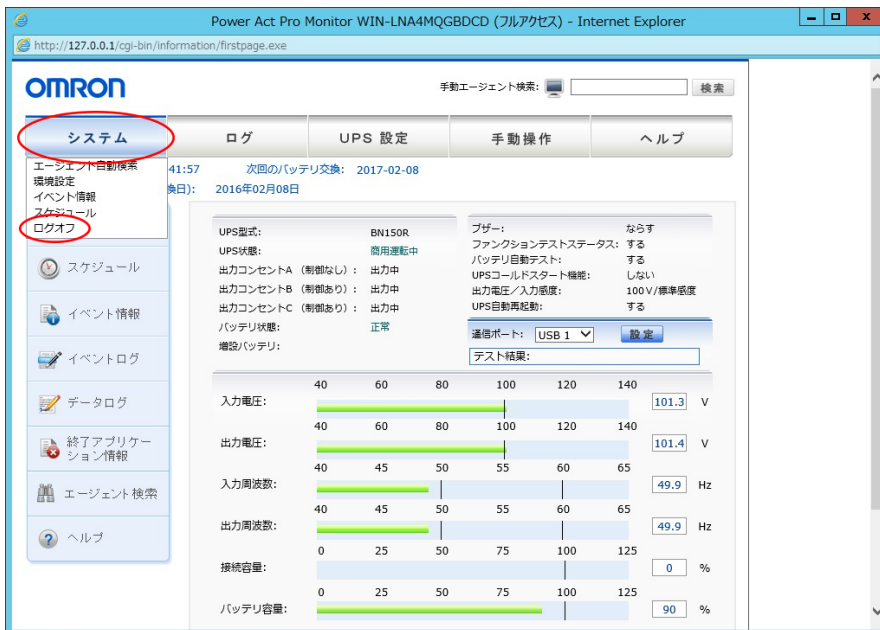 Power Act Pro Monitor WIN-LNA4MQGBDCD (フルアクセス) - Internet Explorer
http://127.0.0.1/cgi-bin/information/firstpage.exe
OMRON
手動エージェント検索: 検索
システム ログ UPS 設定 手動操作 ヘルプ
エージェント自動検索
41:57 次回のバッテリ交換: 2017-02-08
環境設定
換日): 2016年02月08日
イベント情報
スケジュール
ログオフ
UPS型式: BN150R
UPS状態: 商用運転中
出力コンセントA (制御なし) : 出力中
出力コンセントB (制御あり) : 出力中
出力コンセントC (制御あり) : 出力中
バッテリ状態: 正常
増設バッテリ:
ブザー: ならす
ファンクションテストステータス: する
バッテリ自動テスト: する
UPSコールドスタート機能: しない
出力電圧/入力感度: 100V/標準感度
UPS自動再起動: する
通信ポート: USB 1 設定
テスト結果:
スケジュール
イベント情報
イベントログ
データログ
終了アプリケー
ション情報
エージェント検索
ヘルプ
40 60 80 100 120 140
入力電圧: 101.3 V
40 60 80 100 120 140
出力電圧: 101.4 V
40 45 50 55 60 65
入力周波数: 49.9 Hz
40 45 50 55 60 65
出力周波数: 49.9 Hz
0 25 50 75 100 125
接続容量: 0 %
0 25 50 75 100 125
バッテリ容量: 90 %